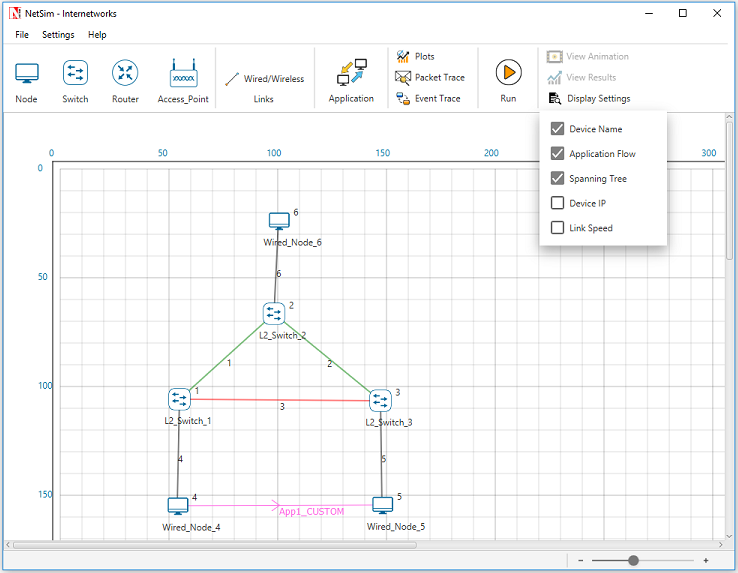 NetSim - Internetworks
File Settings Help
Node
Switch
Router
Access_Point
Wired/Wireless
Links
Application
Plots
Packet Trace
Event Trace
Run
View Animation
View Results
Display Settings
Device Name
Application Flow
Spanning Tree
Device IP
Link Speed
0 50 100 150 200 300
0
50
100
150
6
Wired_Node_6
6
2
L2_Switch_2
1
2
1
L2_Switch_1
3
3
L2_Switch_3
4
5
4
Wired_Node_4
App1_CUSTOM
5
Wired_Node_5
- +